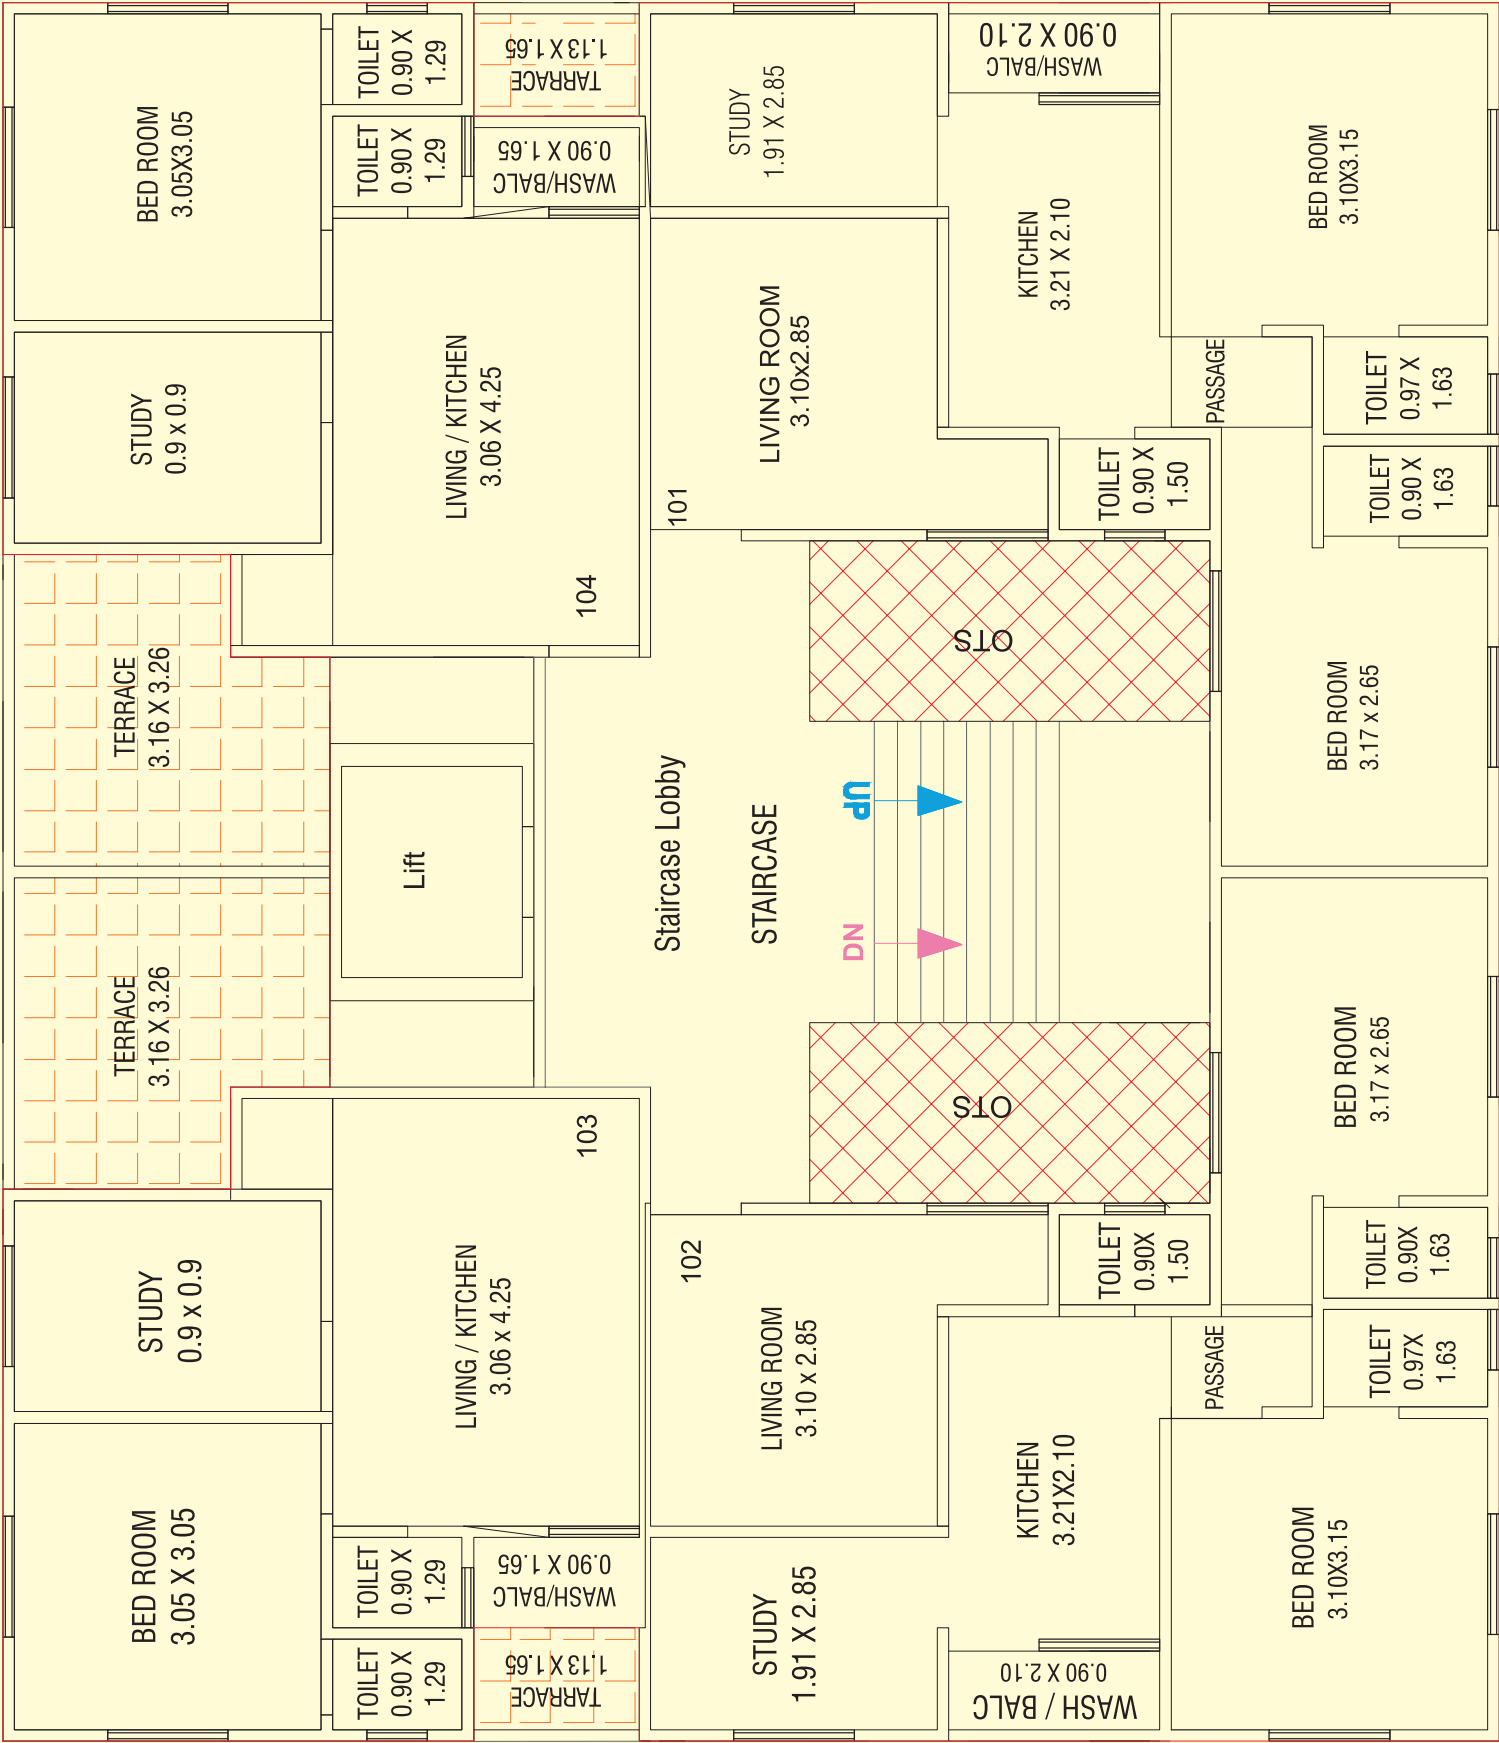 BED ROOM
3.05X3.05
TOILET
0.90 X
1.29
TOILET
0.90 X
1.29
TARRACE
1.13 X 1.65
WASH/BALC
0.90 X 1.65
STUDY
1.91 X 2.85
WASH/BALC
0.90 X 2.10
KITCHEN
3.21 X 2.10
BED ROOM
3.10X3.15
STUDY
0.9 x 0.9
LIVING / KITCHEN
3.06 X 4.25
104
LIVING ROOM
3.10x2.85
101
PASSAGE
TOILET
0.97 X
1.63
TOILET
0.90 X
1.50
TOILET
0.90 X
1.63
OTS
TERRACE
3.16 X 3.26
BED ROOM
3.17 x 2.65
Lift
Staircase Lobby
STAIRCASE
UP
DN
TERRACE
3.16 X 3.26
OTS
BED ROOM
3.17 x 2.65
103
102
STUDY
0.9 x 0.9
LIVING / KITCHEN
3.06 x 4.25
LIVING ROOM
3.10 x 2.85
TOILET
0.90X
1.50
TOILET
0.90X
1.63
PASSAGE
TOILET
0.97X
1.63
BED ROOM
3.05 X 3.05
TOILET
0.90 X
1.29
TOILET
0.90 X
1.29
WASH/BALC
0.90 X 1.65
TARRACE
1.13 X 1.65
STUDY
1.91 X 2.85
KITCHEN
3.21X2.10
WASH / BALC
0.90 X 2.10
BED ROOM
3.10X3.15